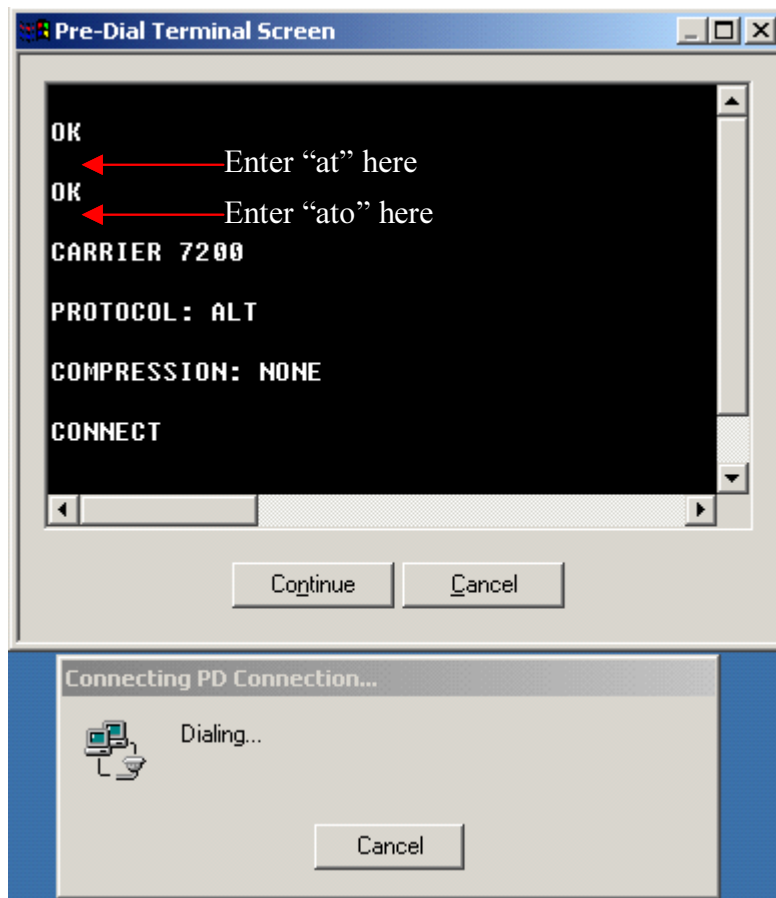 Pre-Dial Terminal Screen
OK
Enter “at” here
OK
Enter “ato” here
CARRIER 7200
PROTOCOL: ALT
COMPRESSION: NONE
CONNECT
Continue Cancel
Connecting PD Connection...
Dialing...
Cancel